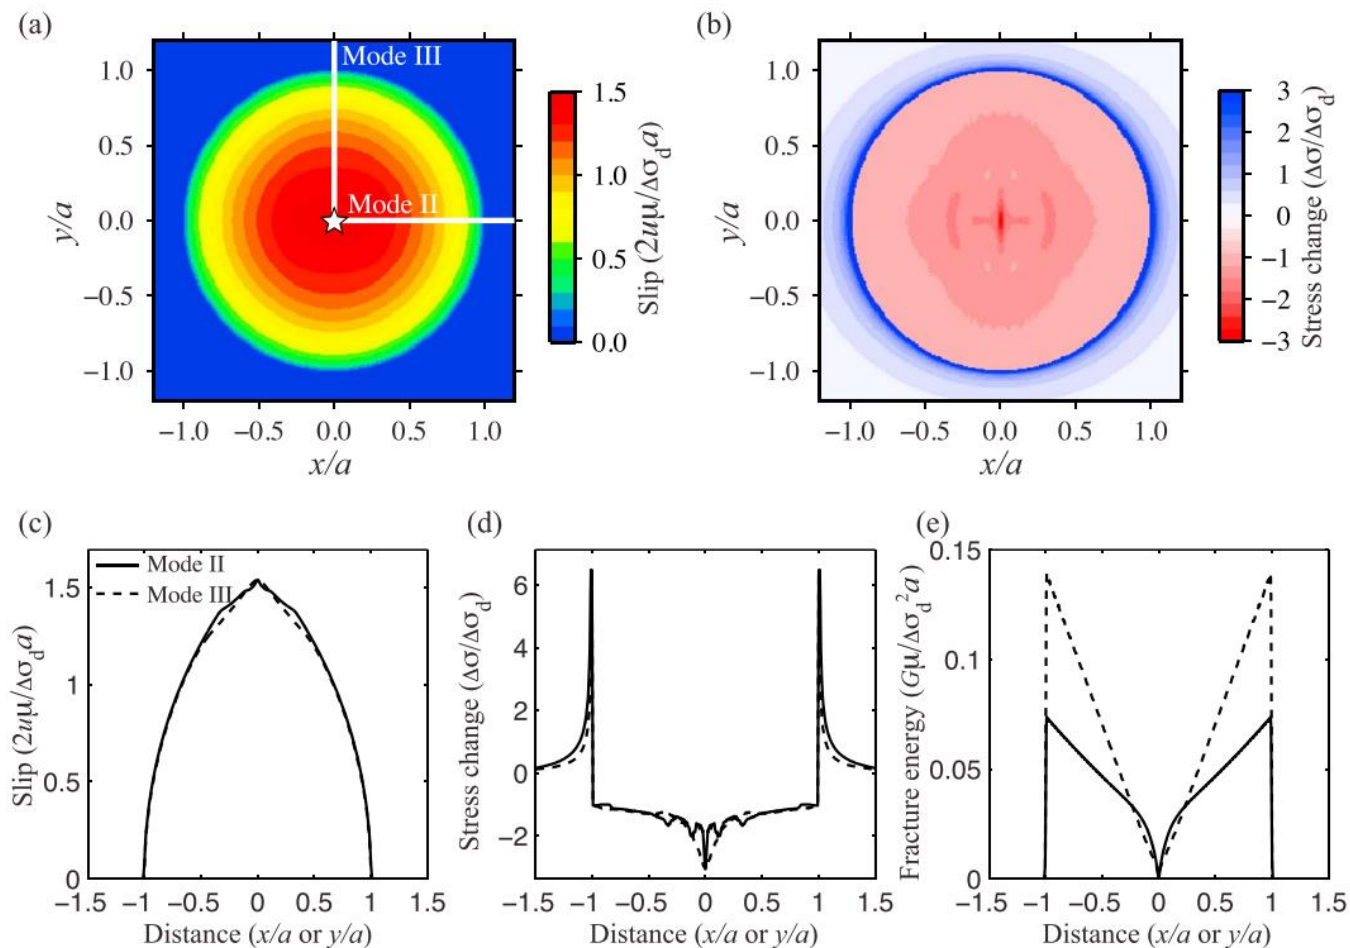 (a)
Mode III
Mode II
1.0
0.5
0.0
−0.5
−1.0
y/a
−1.0 −0.5 0.0 0.5 1.0
x/a
1.5
1.0
0.5
0.0
Slip (2uμ/Δσ_d a)
(b)
1.0
0.5
0.0
−0.5
−1.0
y/a
−1.0 −0.5 0.0 0.5 1.0
x/a
3
2
1
0
−1
−2
−3
Stress change (Δσ/Δσ_d)
(c)
Mode II
Mode III
1.5
1
0.5
0
Slip (2uμ/Δσ_d a)
−1.5 −1 −0.5 0 0.5 1 1.5
Distance (x/a or y/a)
(d)
6
4
2
0
−2
Stress change (Δσ/Δσ_d)
−1.5 −1 −0.5 0 0.5 1 1.5
Distance (x/a or y/a)
(e)
0.15
0.1
0.05
0
Fracture energy (Gμ/Δσ_d²a)
−1.5 −1 −0.5 0 0.5 1 1.5
Distance (x/a or y/a)